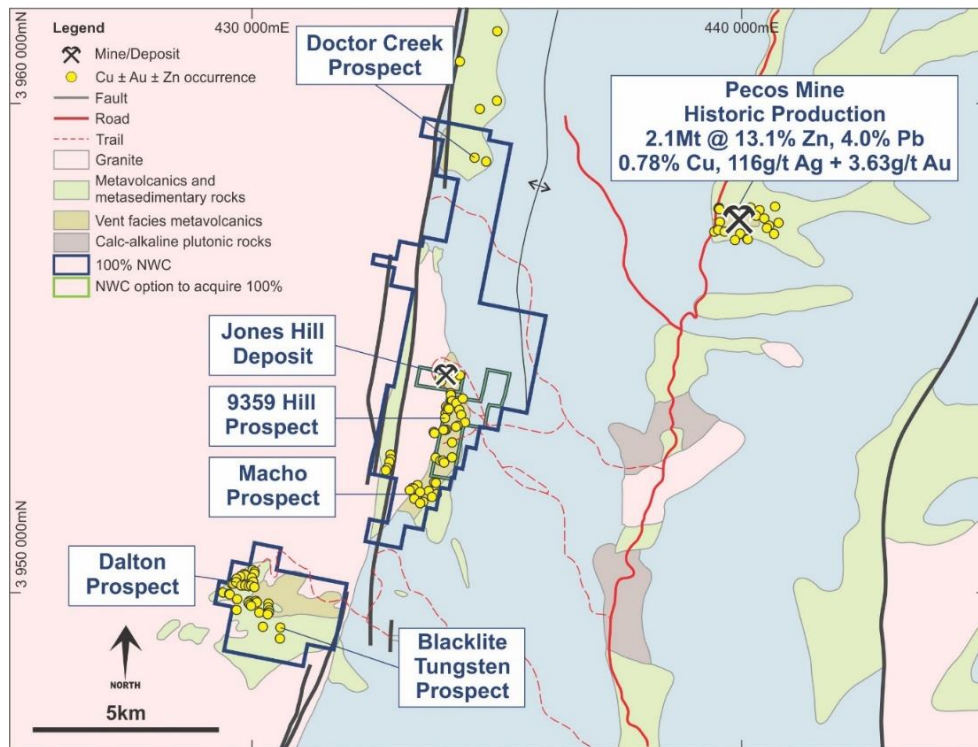 430 000mE
440 000mE
3 960 000mN
3 950 000mN
Legend
Mine/Deposit
Cu ± Au ± Zn occurrence
Fault
Road
Trail
Granite
Metavolcanics and
metasedimentary rocks
Vent facies metavolcanics
Calc-alkaline plutonic rocks
100% NWC
NWC option to acquire 100%
Doctor Creek
Prospect
Pecos Mine
Historic Production
2.1Mt @ 13.1% Zn, 4.0% Pb
0.78% Cu, 116g/t Ag + 3.63g/t Au
Jones Hill
Deposit
9359 Hill
Prospect
Macho
Prospect
Dalton
Prospect
Blacklite
Tungsten
Prospect
NORTH
5km